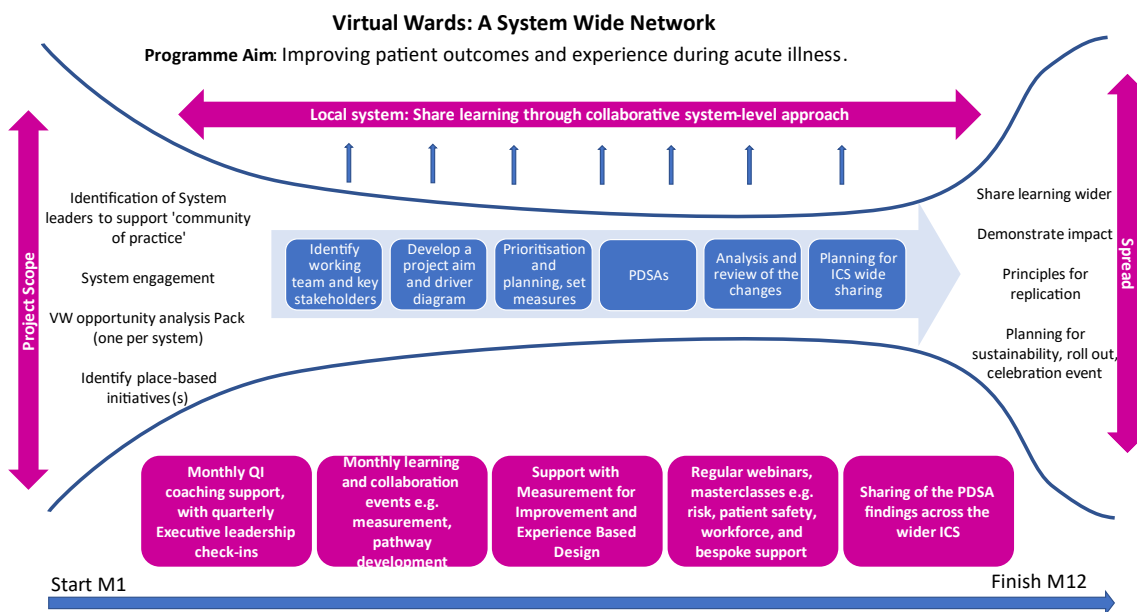 Virtual Wards: A System Wide Network
Programme Aim: Improving patient outcomes and experience during acute illness.
Local system: Share learning through collaborative system-level approach
Project Scope
Identification of System
leaders to support 'community
of practice'
System engagement
VW opportunity analysis Pack
(one per system)
Identify place-based
initiatives(s)
Identify
working
team and key
stakeholders
Develop a
project aim
and driver
diagram
Prioritisation
and
planning, set
measures
PDSAs
Analysis and
review of the
changes
Planning for
ICS wide
sharing
Share learning wider
Demonstrate impact
Principles for
replication
Planning for
sustainability, roll out,
celebration event
Spread
Monthly QI
coaching support,
with quarterly
Executive leadership
check-ins
Monthly learning
and collaboration
events e.g.
measurement,
pathway
development
Support with
Measurement for
Improvement and
Experience Based
Design
Regular webinars,
masterclasses e.g.
risk, patient safety,
workforce, and
bespoke support
Sharing of the PDSA
findings across the
wider ICS
Start M1
Finish M12